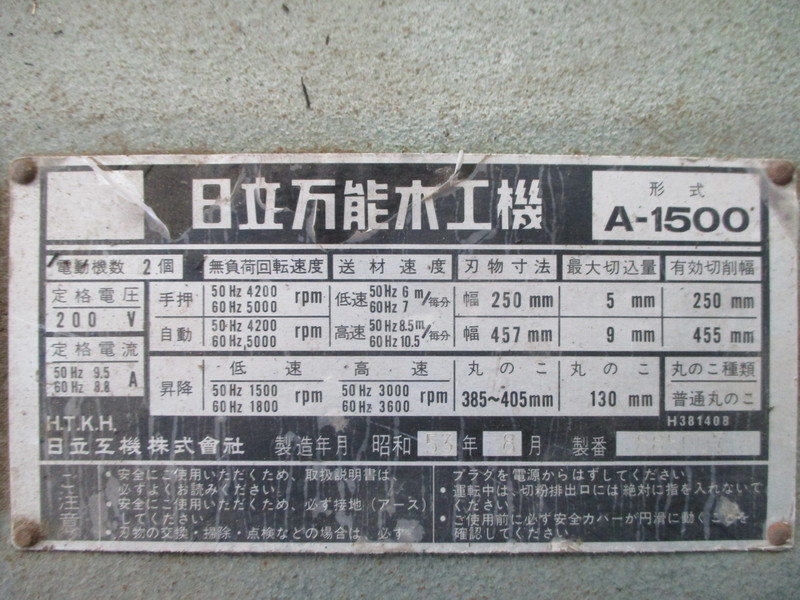 日立万能木工機
形式
A-1500
電動機数 2個
無負荷回転速度 送材速度 刃物寸法 最大切込量 有効切削幅
定格電圧
200 V
手押 50Hz 4200 60Hz 5000 rpm 低速 50Hz 6 60Hz 7 m/毎分 幅 250 mm 5 mm 250 mm
自動 50Hz 4200 60Hz 5000 rpm 高速 50Hz 8.5 60Hz 10.5 m/毎分 幅 457 mm 9 mm 455 mm
定格電流
50Hz 9.5
60Hz 8.8 A
低速 高速 丸のこ 丸のこ 丸のこ種類
昇降 50Hz 1500 60Hz 1800 rpm 50Hz 3000 60Hz 3600 rpm 385~405mm 130 mm 普通丸のこ
H.T.K.H.
H381408
日立工機株式會社 製造年月 昭和 年 月 製番
ご注意
・安全にご使用いただくため、取扱説明書は、
必ずよくお読みください
・安全にご使用いただくため、必ず接地(アース)
してください
・刃物の交換・掃除・点検などの場合は、必ず
プラグを電源からはずしてください
・運転中は、切粉排出口には絶対に指を入れないで
ください
・ご使用前に必ず安全カバーが円滑に動くことを
確認してください